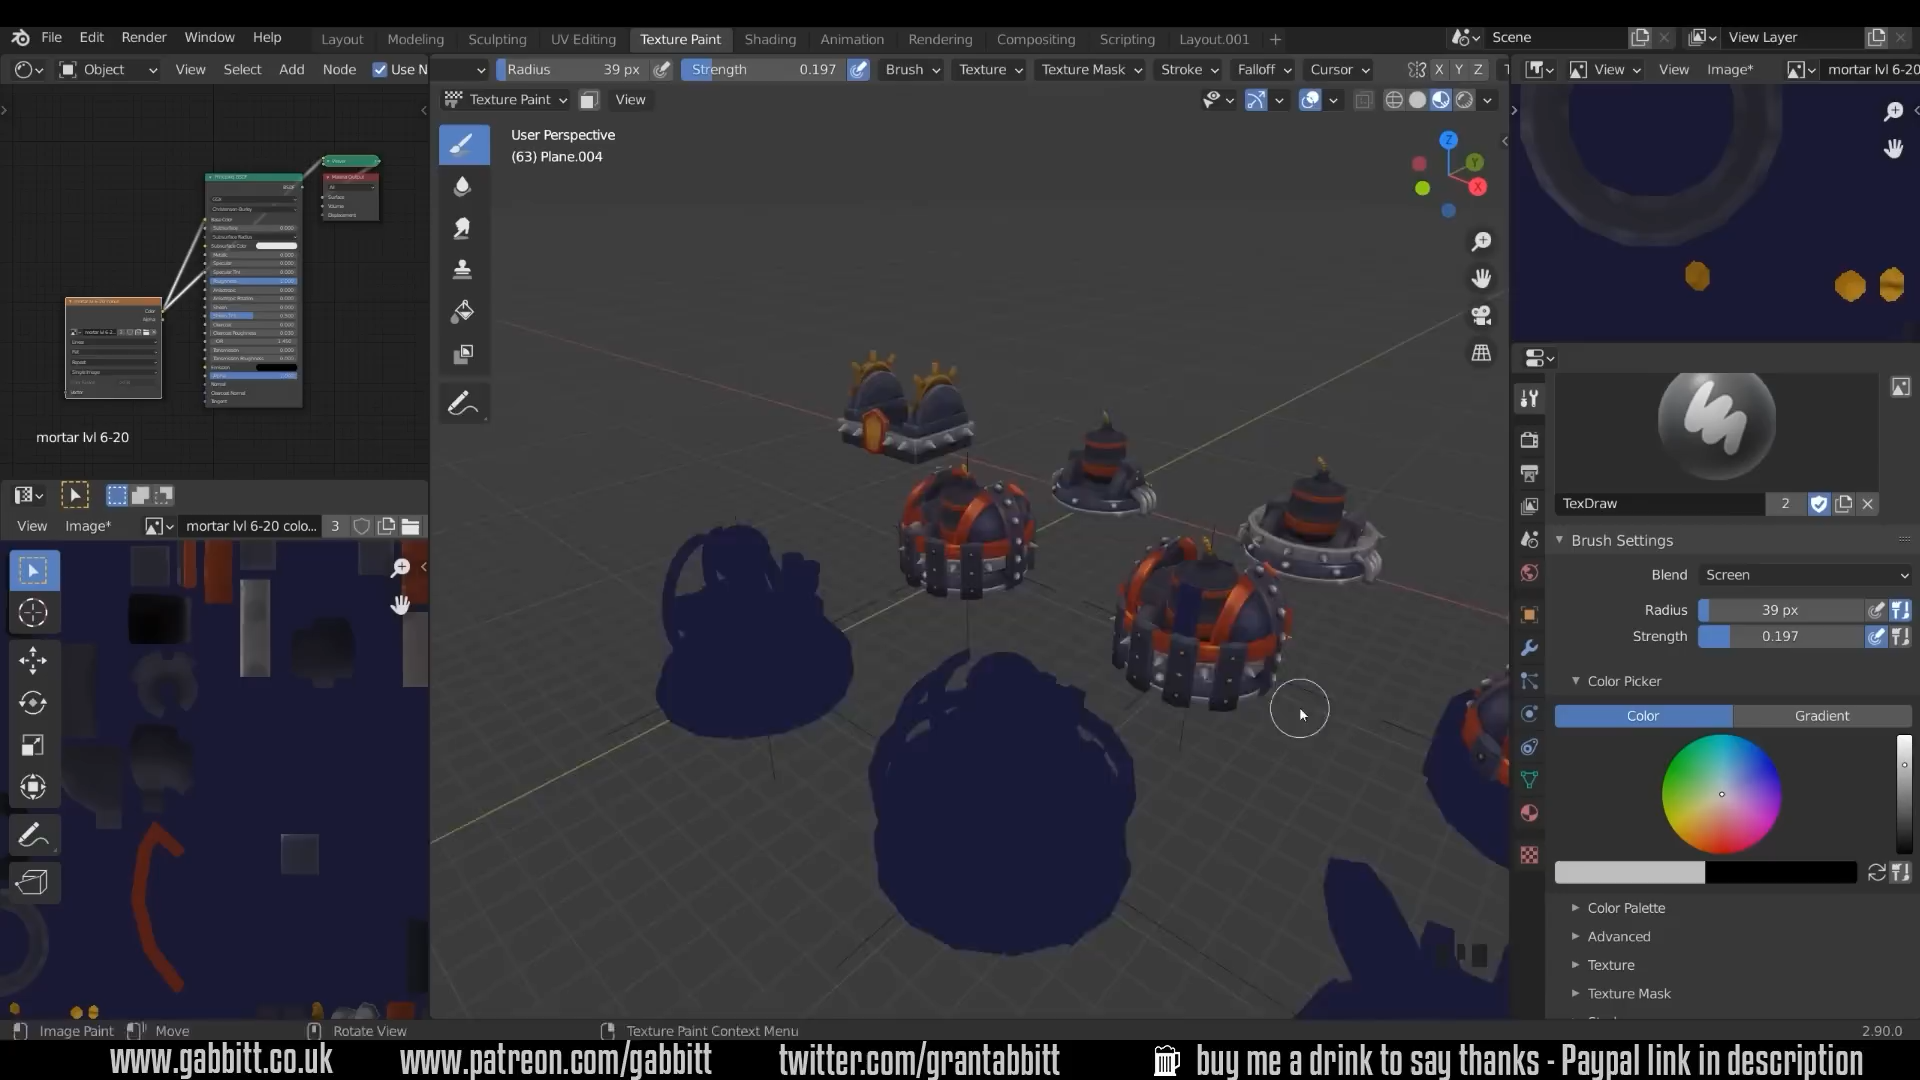 File Edit Render Window Help
Layout Modeling Sculpting UV Editing Texture Paint Shading Animation Rendering Compositing Scripting Layout.001 +
Scene
View Layer
Object View Select Add Node Use N
Radius 39 px Strength 0.197 Brush Texture Texture Mask Stroke Falloff Cursor X Y Z
View View Image* mortar lvl 6-20
Texture Paint View
User Perspective
(63) Plane.004
Z
Y
X
mortar lvl 6-20
View Image* mortar lvl 6-20 colo... 3
TexDraw 2
Brush Settings
Blend Screen
Radius 39 px
Strength 0.197
Color Picker
Color Gradient
Color Palette
Advanced
Texture
Texture Mask
Image Paint Move Rotate View Texture Paint Context Menu 2.90.0
www.gabbitt.co.uk www.patreon.com/gabbitt twitter.com/grantabbitt buy me a drink to say thanks - Paypal link in description